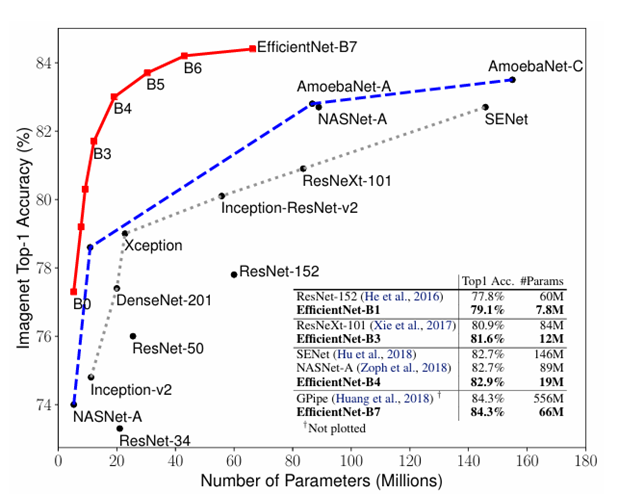 84
82
80
78
76
74
Imagenet Top-1 Accuracy (%)
EfficientNet-B7
B6
B5
B4
B3
B0
AmoebaNet-C
AmoebaNet-A
NASNet-A
SENet
ResNeXt-101
Inception-ResNet-v2
Xception
ResNet-152
DenseNet-201
ResNet-50
Inception-v2
NASNet-A
ResNet-34
Top1 Acc. #Params
ResNet-152 (He et al., 2016) 77.8% 60M
EfficientNet-B1 79.1% 7.8M
ResNeXt-101 (Xie et al., 2017) 80.9% 84M
EfficientNet-B3 81.6% 12M
SENet (Hu et al., 2018) 82.7% 146M
NASNet-A (Zoph et al., 2018) 82.7% 89M
EfficientNet-B4 82.9% 19M
GPipe (Huang et al., 2018) † 84.3% 556M
EfficientNet-B7 84.3% 66M
†Not plotted
0 20 40 60 80 100 120 140 160 180
Number of Parameters (Millions)